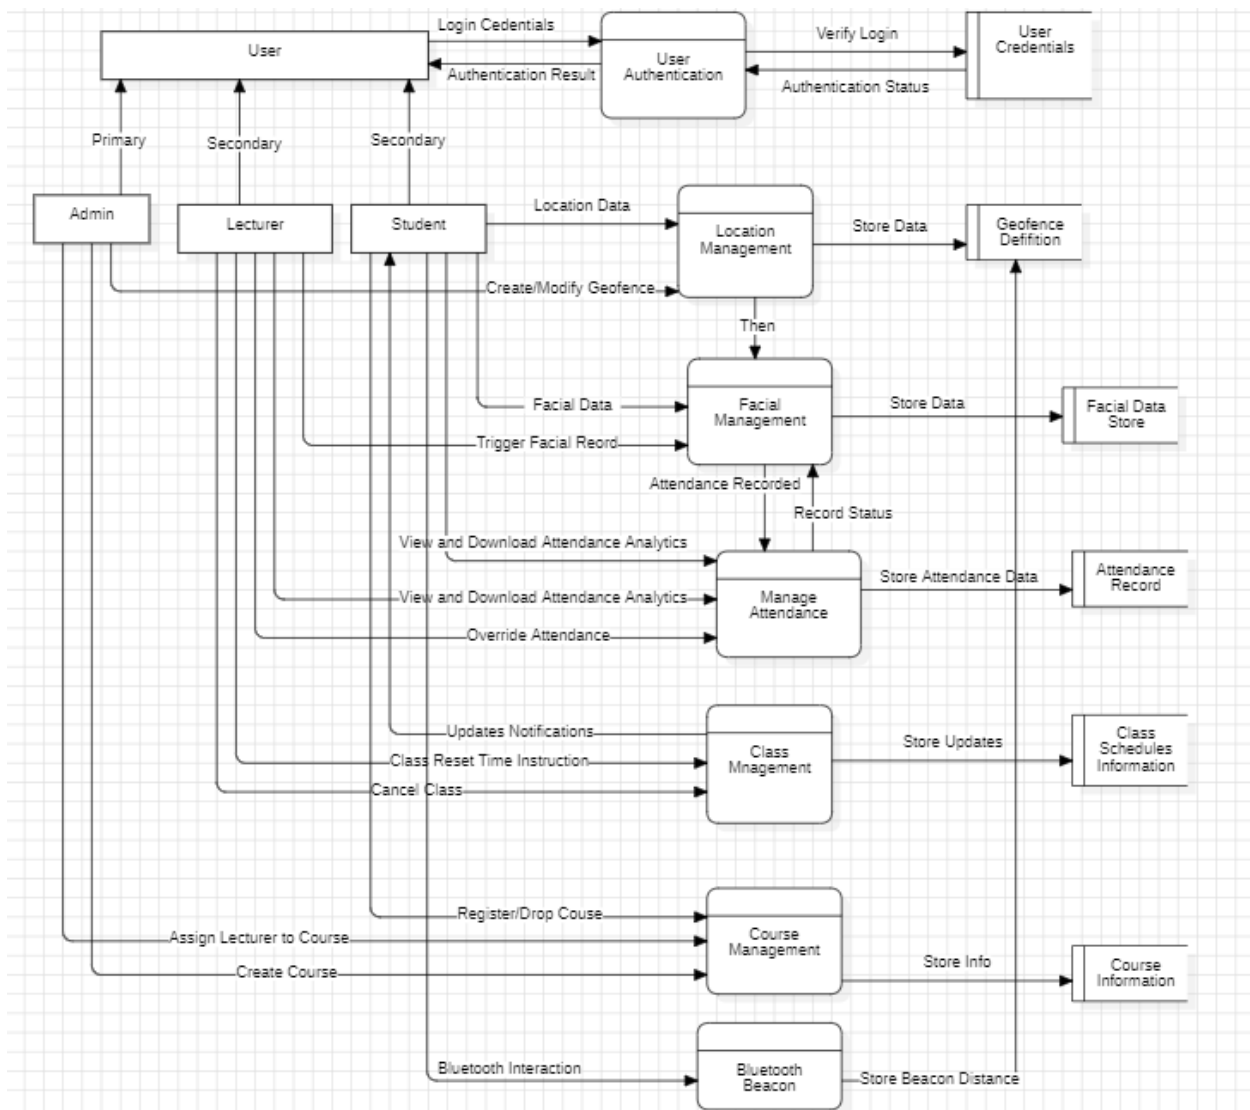 Login Cedentials
User
Verify Login
User
Credentials
User
Authentication
Authentication Result
Authentication Status
Primary
Secondary
Secondary
Admin
Lecturer
Student
Location Data
Location
Management
Store Data
Geofence
Defifition
Create/Modify Geofence
Then
Facial Data
Facial
Management
Store Data
Facial Data
Store
Trigger Facial Reord
Attendance Recorded
Record Status
View and Download Attendance Analytics
Store Attendance Data
Attendance
Record
View and Download Attendance Analytics
Manage
Attendance
Override Attendance
Updates Notifications
Class
Mnagement
Store Updates
Class
Schedules
Information
Class Reset Time Instruction
Cancel Class
Register/Drop Couse
Course
Management
Assign Lecturer to Course
Create Course
Store Info
Course
Information
Bluetooth Interaction
Bluetooth
Beacon
Store Beacon Distance